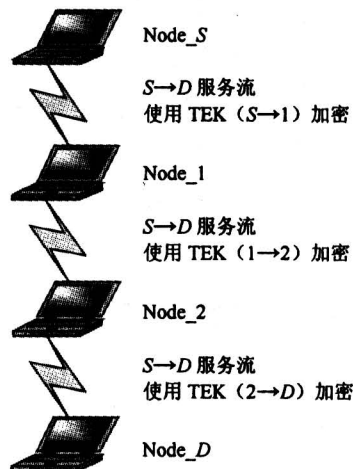 Node_S
S→D 服务流
使用 TEK（S→1）加密
Node_1
S→D 服务流
使用 TEK（1→2）加密
Node_2
S→D 服务流
使用 TEK（2→D）加密
Node_D